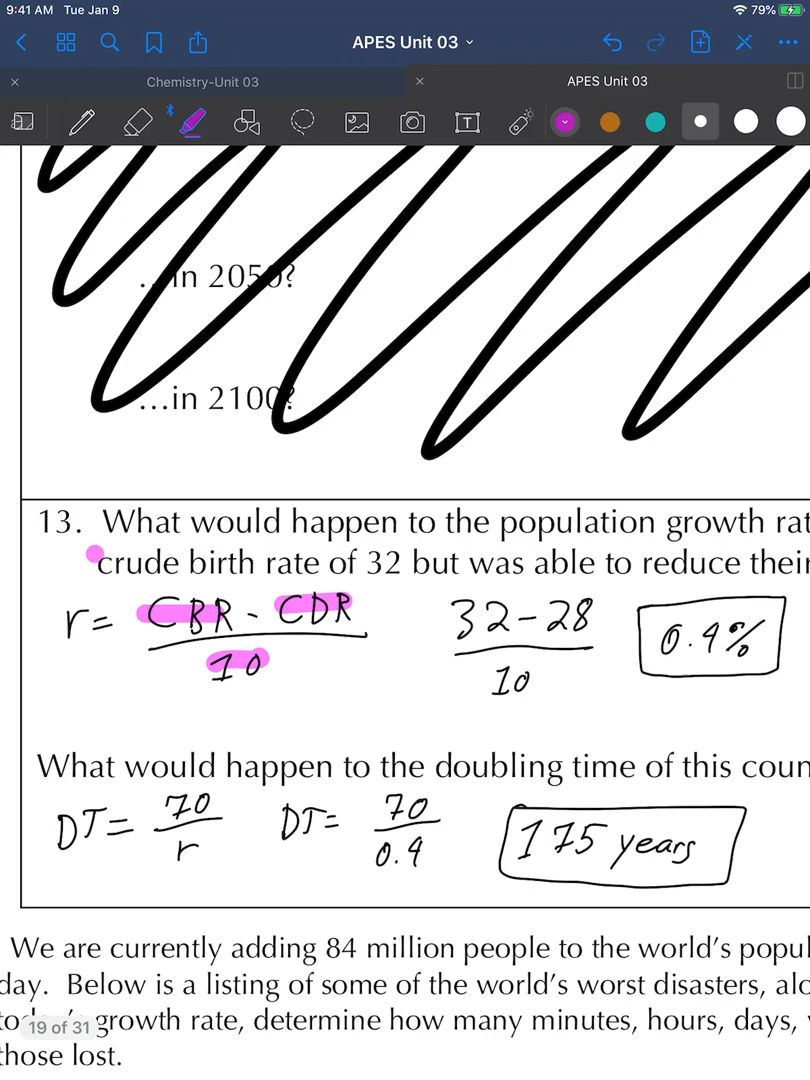 9:41 AM Tue Jan 9
79%
APES Unit 03
Chemistry-Unit 03
APES Unit 03
T
...in 2050?
...in 2100?
13. What would happen to the population growth rat
crude birth rate of 32 but was able to reduce their
r= CBR - CDR / 10
32-28 / 10
0.4%
What would happen to the doubling time of this coun
DT= 70 / r
DT= 70 / 0.4
175 years
We are currently adding 84 million people to the world's popul
day. Below is a listing of some of the world's worst disasters, alo
growth rate, determine how many minutes, hours, days,
those lost.
19 of 31